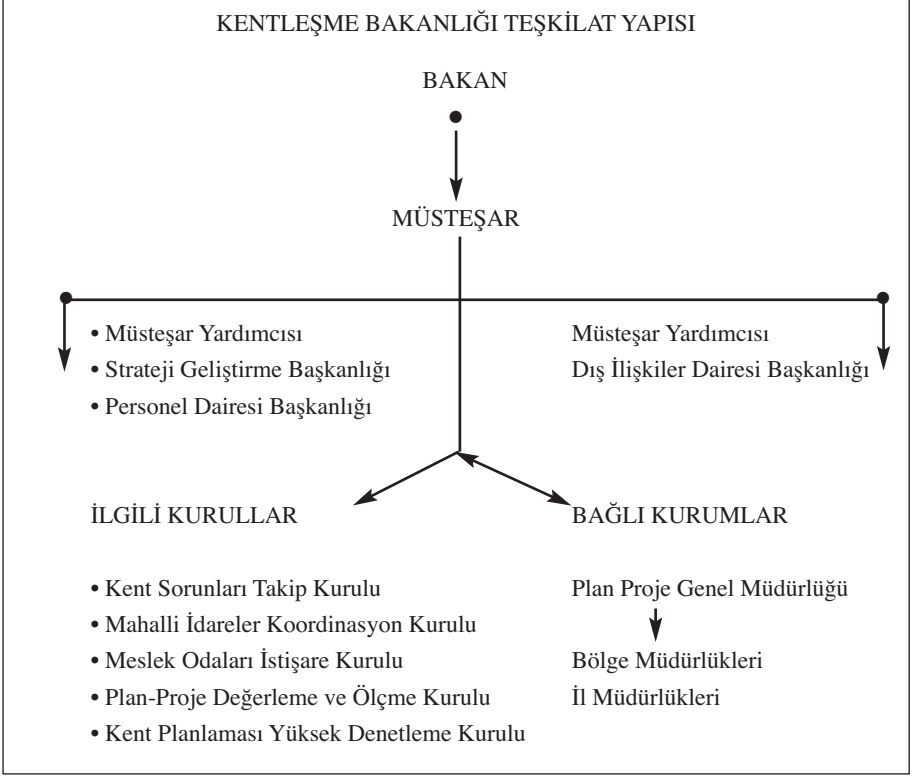 KENTLEŞME BAKANLIĞI TEŞKİLAT YAPISI
BAKAN
MÜSTEŞAR
• Müsteşar Yardımcısı
• Strateji Geliştirme Başkanlığı
• Personel Dairesi Başkanlığı
Müsteşar Yardımcısı
Dış İlişkiler Dairesi Başkanlığı
İLGİLİ KURULLAR
• Kent Sorunları Takip Kurulu
• Mahalli İdareler Koordinasyon Kurulu
• Meslek Odaları İstişare Kurulu
• Plan-Proje Değerleme ve Ölçme Kurulu
• Kent Planlaması Yüksek Denetleme Kurulu
BAĞLI KURUMLAR
Plan Proje Genel Müdürlüğü
Bölge Müdürlükleri
İl Müdürlükleri